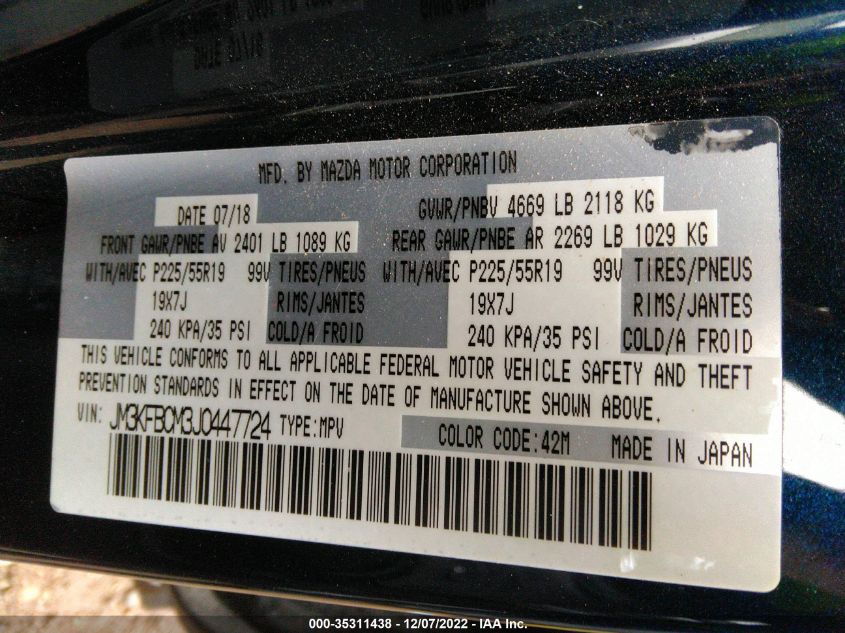 MFD. BY MAZDA MOTOR CORPORATION
DATE 07/18 GVWR/PNBV 4669 LB 2118 KG
FRONT GAWR/PNBE AV 2401 LB 1089 KG REAR GAWR/PNBE AR 2269 LB 1029 KG
WITH/AVEC P225/55R19 99V TIRES/PNEUS WITH/AVEC P225/55R19 99V TIRES/PNEUS
19X7J RIMS/JANTES 19X7J RIMS/JANTES
240 KPA/35 PSI COLD/A FROID 240 KPA/35 PSI COLD/A FROID
THIS VEHICLE CONFORMS TO ALL APPLICABLE FEDERAL MOTOR VEHICLE SAFETY AND THEFT
PREVENTION STANDARDS IN EFFECT ON THE DATE OF MANUFACTURE SHOWN ABOVE.
VIN: JM3KFBCM3J0447724 TYPE:MPV COLOR CODE:42M MADE IN JAPAN
000-35311438 - 12/07/2022 - IAA Inc.